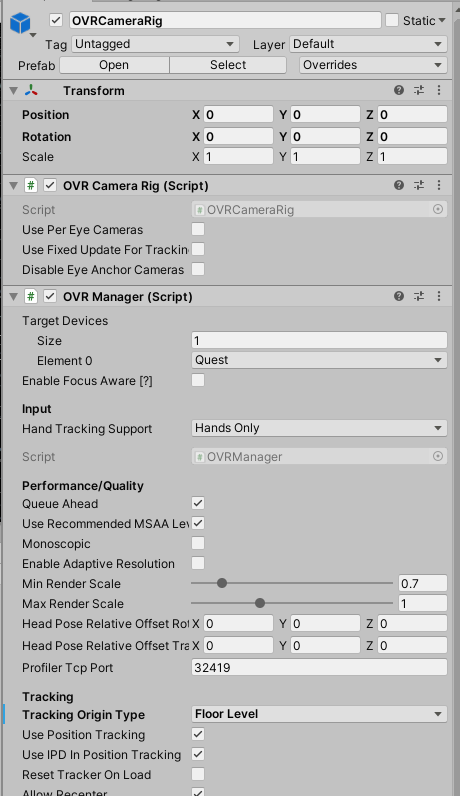 OVRCameraRig Static
Tag Untagged Layer Default
Prefab Open Select Overrides
Transform
Position X 0 Y 0 Z 0
Rotation X 0 Y 0 Z 0
Scale X 1 Y 1 Z 1
# OVR Camera Rig (Script)
Script # OVRCameraRig
Use Per Eye Cameras
Use Fixed Update For Trackin
Disable Eye Anchor Cameras
# OVR Manager (Script)
Target Devices
Size 1
Element 0 Quest
Enable Focus Aware [?]
Input
Hand Tracking Support Hands Only
Script # OVRManager
Performance/Quality
Queue Ahead
Use Recommended MSAA Lev
Monoscopic
Enable Adaptive Resolution
Min Render Scale 0.7
Max Render Scale 1
Head Pose Relative Offset Rot X 0 Y 0 Z 0
Head Pose Relative Offset Tra X 0 Y 0 Z 0
Profiler Tcp Port 32419
Tracking
Tracking Origin Type Floor Level
Use Position Tracking
Use IPD In Position Tracking
Reset Tracker On Load
Allow Recenter